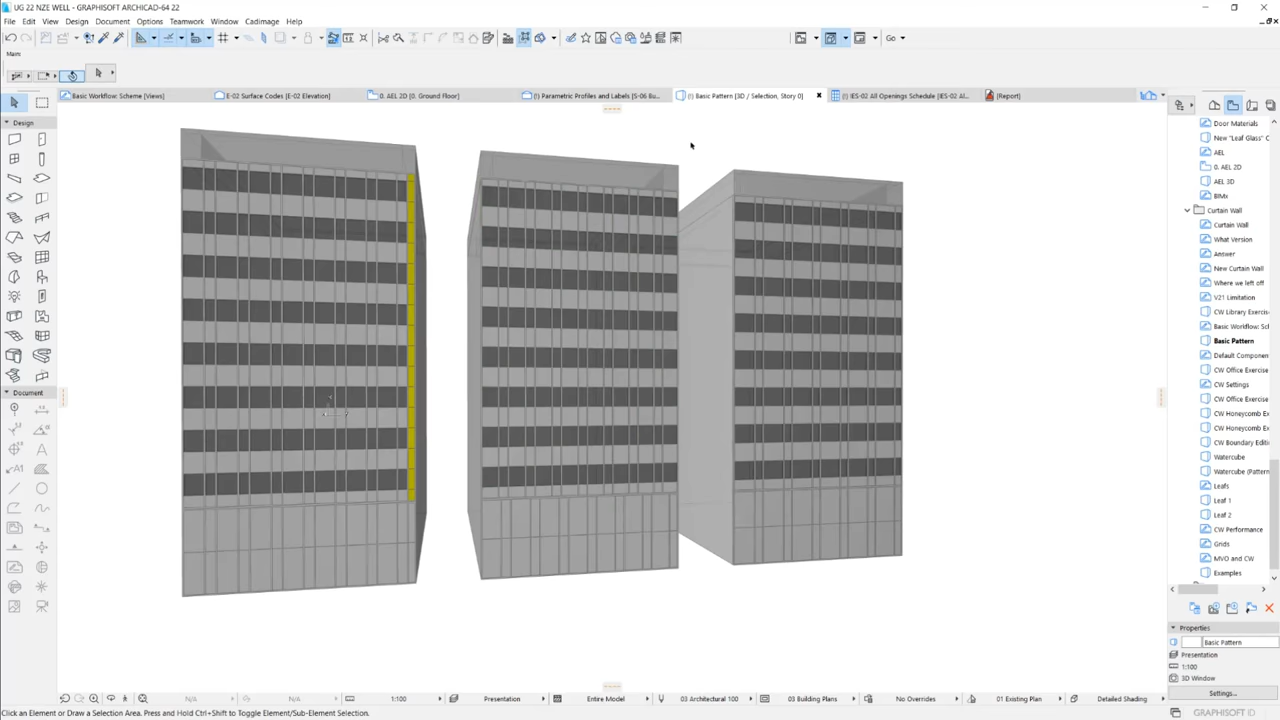 UG 22 NZE WELL - GRAPHISOFT ARCHICAD-64 22
File Edit View Design Document Options Teamwork Window Cadimage Help
Go
Main
Basic Workflow: Scheme [Views]
E-02 Surface Codes [E-02 Elevation]
0. AEL 2D [0. Ground Floor]
(!) Parametric Profiles and Labels [S-06 Bu...
(!) Basic Pattern [3D / Selection, Story 0]
(!) IES-02 All Openings Schedule [IES-02 Al...
[Report]
Design
Document
Door Materials
New "Leaf Glass" C
AEL
0. AEL 2D
AEL 3D
BIMx
Curtain Wall
Curtain Wall
What Version
Answer
New Curtain Wall
Where we left off
V21 Limitation
CW Library Exercis
Basic Workflow: Sch
Basic Pattern
Default Component
CW Office Exercise
CW Settings
CW Office Exercise
CW Honeycomb Ex
CW Honeycomb Ex
CW Boundary Editi
Watercube
Watercube (Pattern
Leafs
Leaf 1
Leaf 2
CW Performance
Grids
MVO and CW
Examples
Properties
Basic Pattern
Presentation
1:100
3D Window
Settings...
N/A N/A 1:100 Presentation Entire Model 03 Architectural 100 03 Building Plans No Overrides 01 Existing Plan Detailed Shading
Click an Element or Draw a Selection Area. Press and Hold Ctrl+Shift to Toggle Element/Sub-Element Selection.
GRAPHISOFT ID